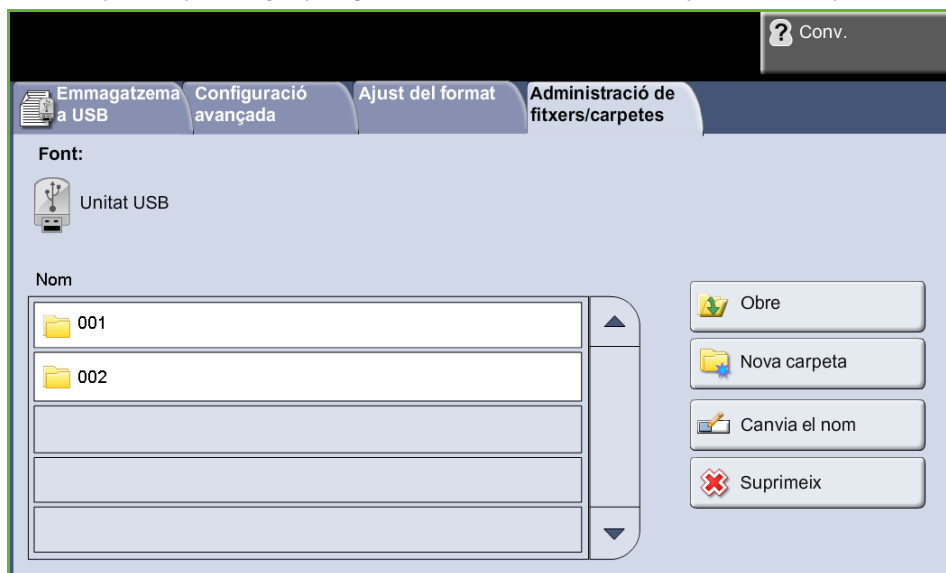 Conv.
Emmagatzema
a USB
Configuració
avançada
Ajust del format
Administració de
fitxers/carpetes
Font:
Unitat USB
Nom
001
002
Obre
Nova carpeta
Canvia el nom
Suprimeix